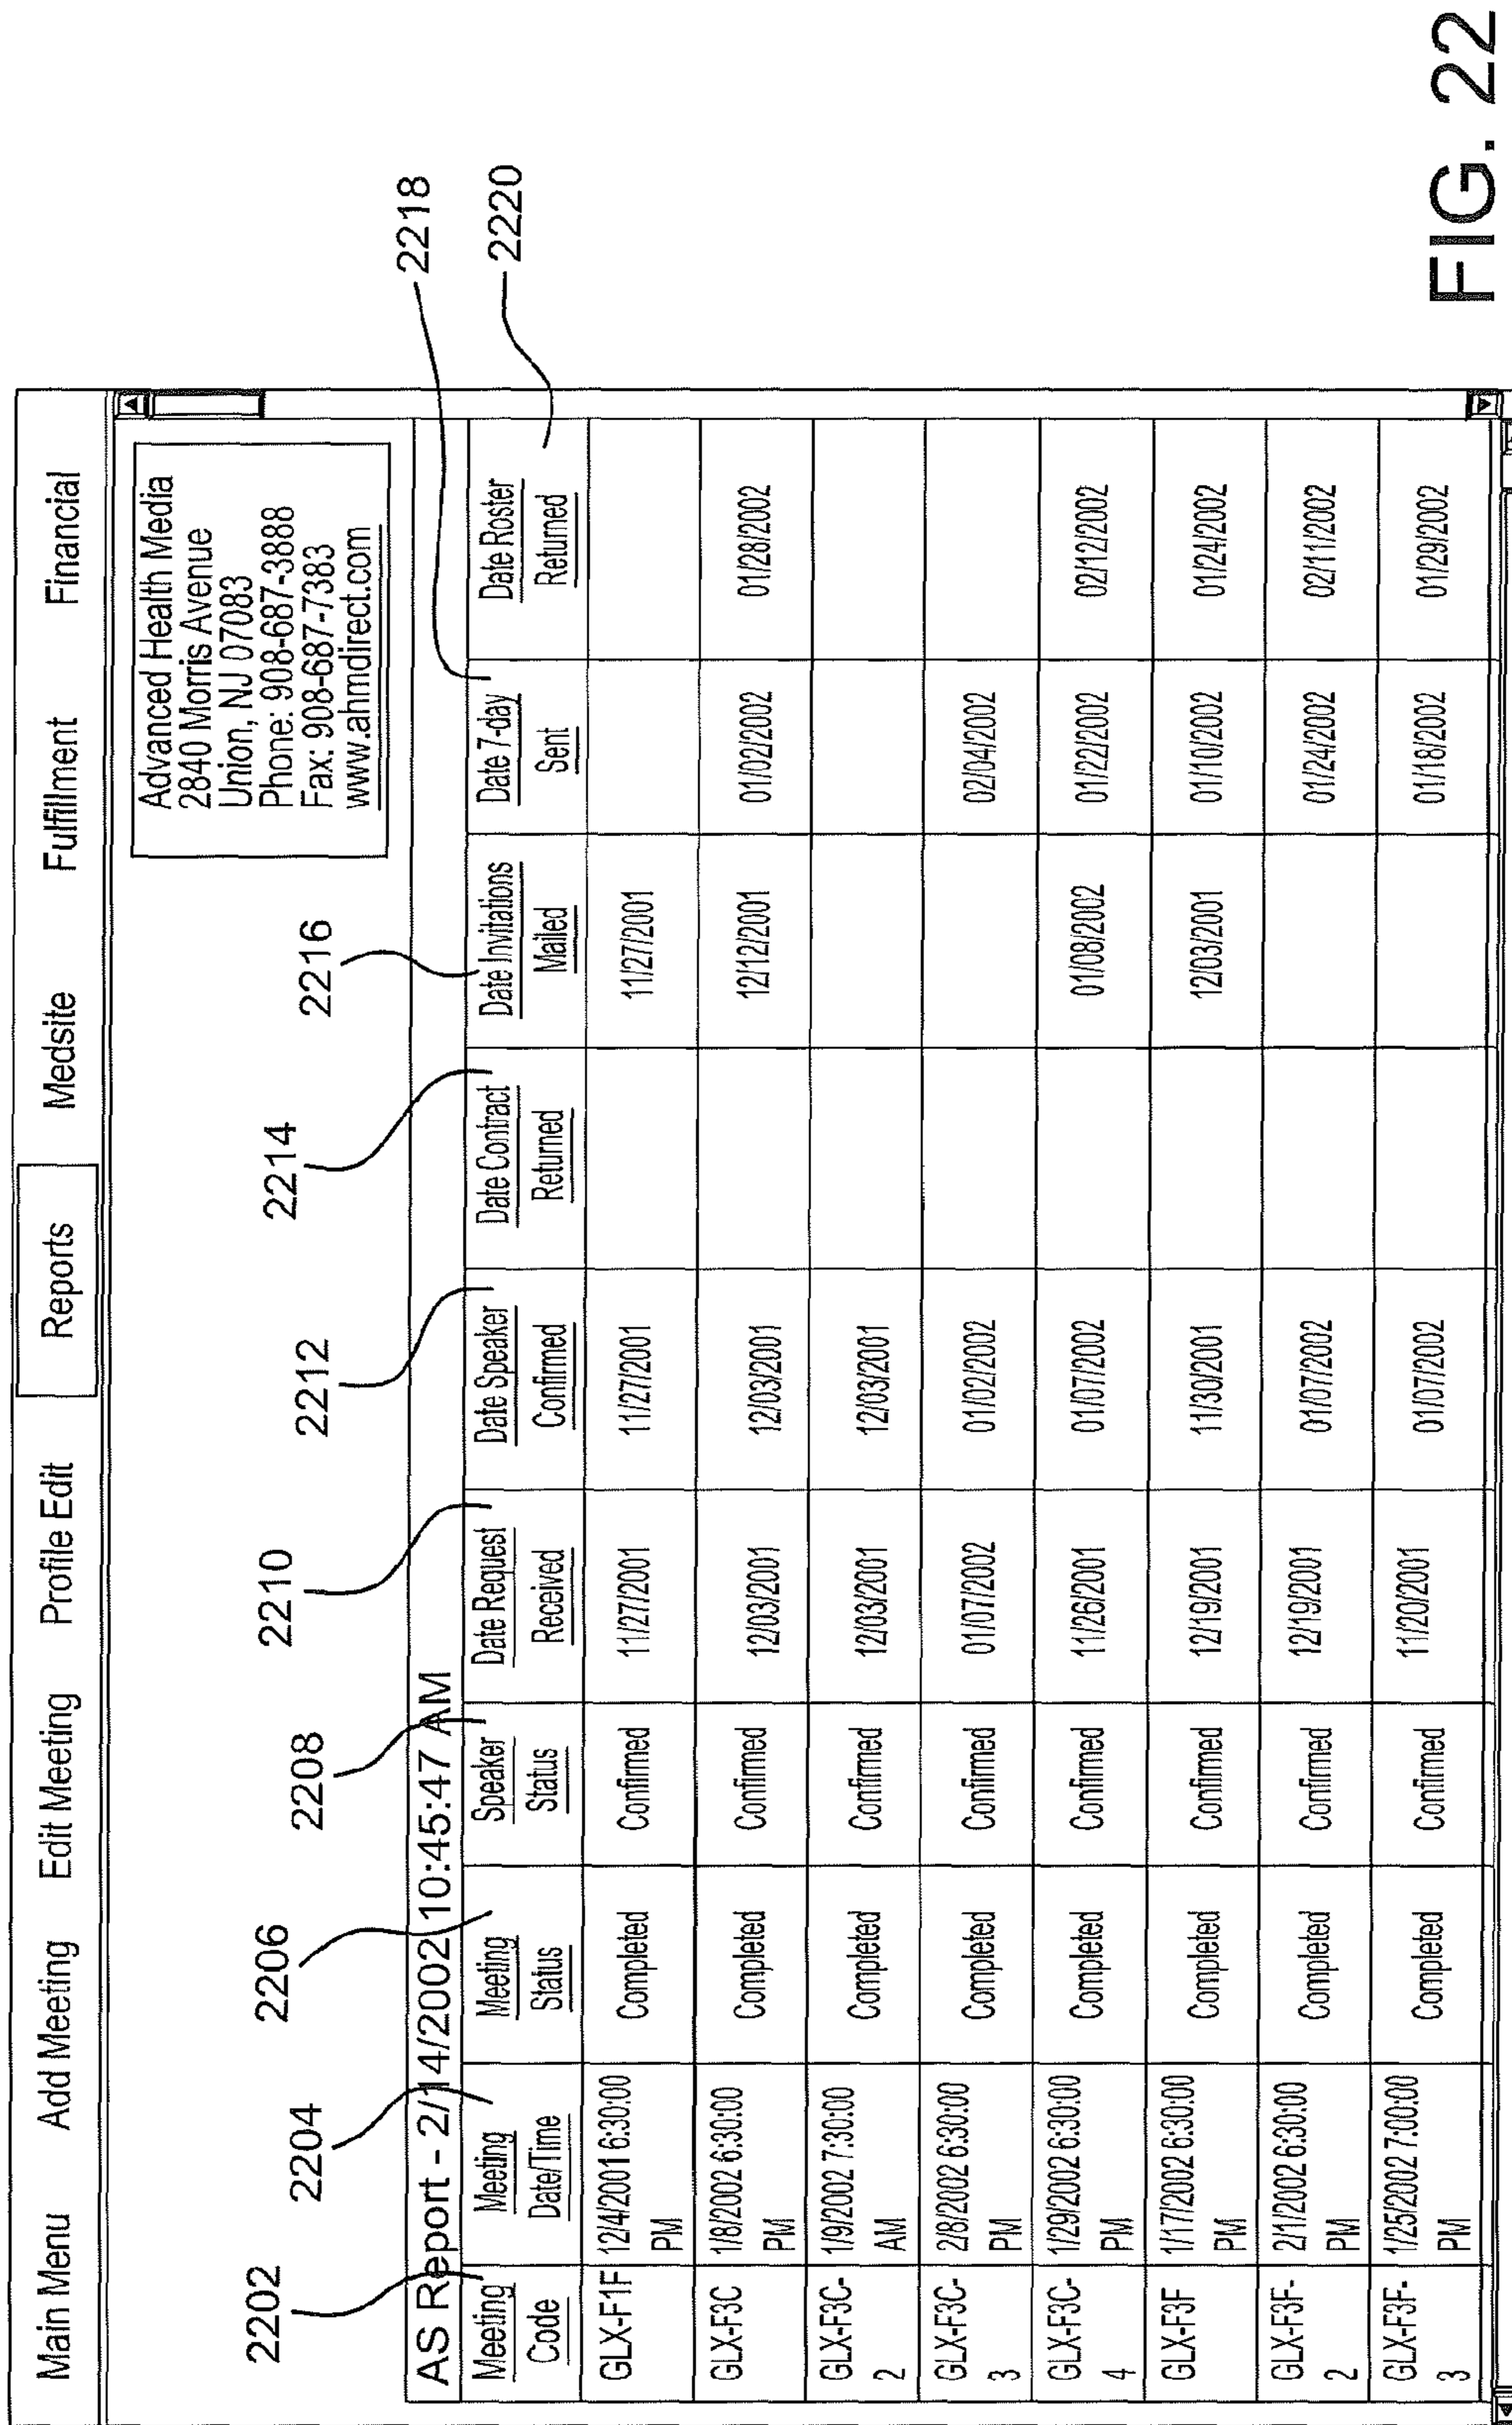 Main Menu Add Meeting Edit Meeting Profile Edit Reports Medsite Fulfillment Financial
Advanced Health Media
2840 Morris Avenue
Union, NJ 07083
Phone: 908-687-3888
Fax: 908-687-7383
www.ahmdirect.com
2202 2204 2206 2208 2210 2212 2214 2216 2218 2220
AS Report - 2/14/2002 10:45:47 AM
Meeting Meeting Meeting Speaker Date Request Date Speaker Date Contract Date Invitations Date 7-day Date Roster
Code Date/Time Status Status Received Confirmed Returned Mailed Sent Returned
GLX-F1F 12/4/2001 6:30:00 Completed Confirmed 11/27/2001 11/27/2001 11/27/2001
PM
GLX-F3C 1/8/2002 6:30:00 Completed Confirmed 12/03/2001 12/03/2001 12/12/2001 01/02/2002 01/28/2002
PM
GLX-F3C- 1/9/2002 7:30:00 Completed Confirmed 12/03/2001 12/03/2001
2 AM
GLX-F3C- 2/8/2002 6:30:00 Completed Confirmed 01/07/2002 01/02/2002 02/04/2002
3 PM
GLX-F3C- 1/29/2002 6:30:00 Completed Confirmed 11/26/2001 01/07/2002 01/08/2002 01/22/2002 02/12/2002
4 PM
GLX-F3F 1/17/2002 6:30:00 Completed Confirmed 12/19/2001 11/30/2001 12/03/2001 01/10/2002 01/24/2002
PM
GLX-F3F- 2/1/2002 6:30:00 Completed Confirmed 12/19/2001 01/07/2002 01/24/2002 02/11/2002
2 PM
GLX-F3F- 1/25/2002 7:00:00 Completed Confirmed 11/20/2001 01/07/2002 01/18/2002 01/29/2002
3 PM
FIG. 22